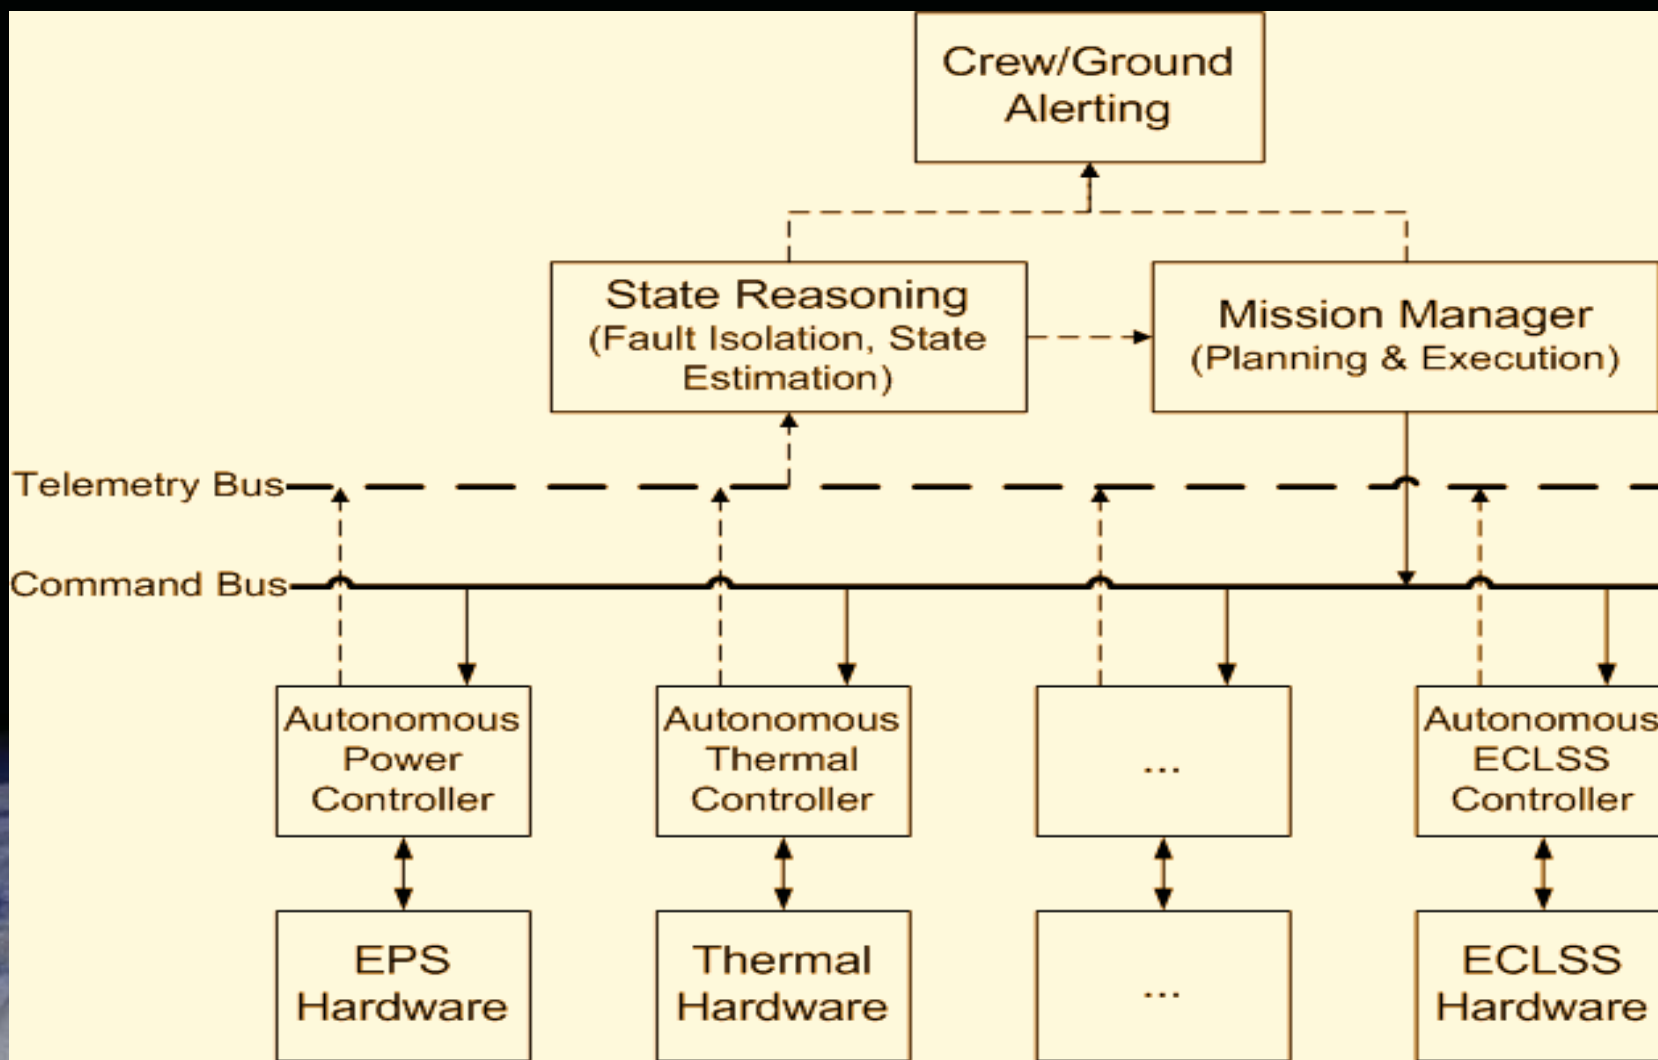 Crew/Ground
Alerting
State Reasoning
(Fault Isolation, State
Estimation)
Mission Manager
(Planning & Execution)
Telemetry Bus
Command Bus
Autonomous
Power
Controller
Autonomous
Thermal
Controller
...
Autonomous
ECLSS
Controller
EPS
Hardware
Thermal
Hardware
...
ECLSS
Hardware